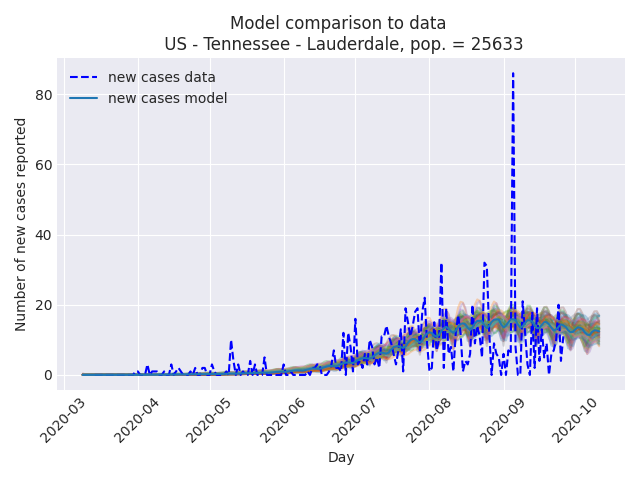 Model comparison to data
US - Tennessee - Lauderdale, pop. = 25633
new cases data
new cases model
Number of new cases reported
80
60
40
20
0
2020-03
2020-04
2020-05
2020-06
2020-07
2020-08
2020-09
2020-10
Day